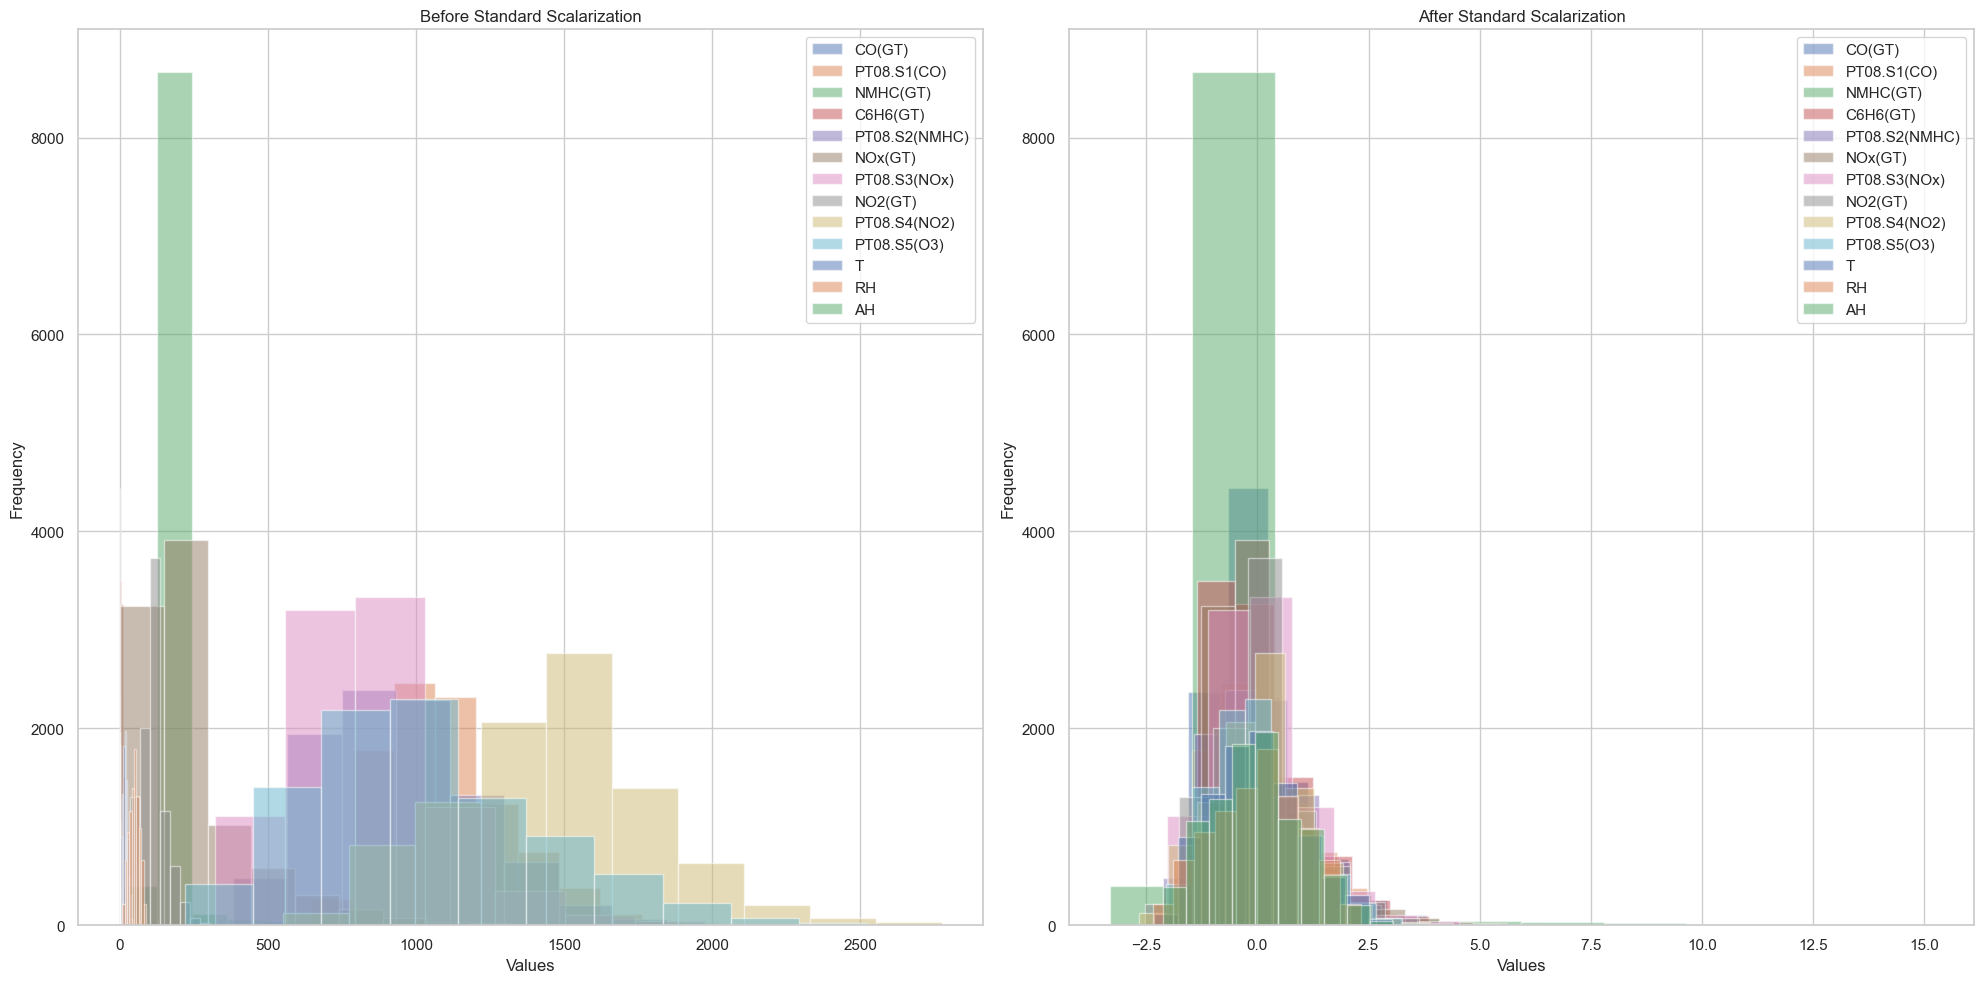 Before Standard Scalarization
CO(GT)
PT08.S1(CO)
NMHC(GT)
C6H6(GT)
PT08.S2(NMHC)
NOx(GT)
PT08.S3(NOx)
NO2(GT)
PT08.S4(NO2)
PT08.S5(O3)
T
RH
AH
Frequency
8000
6000
4000
2000
0
0
500
1000
1500
2000
2500
Values
After Standard Scalarization
CO(GT)
PT08.S1(CO)
NMHC(GT)
C6H6(GT)
PT08.S2(NMHC)
NOx(GT)
PT08.S3(NOx)
NO2(GT)
PT08.S4(NO2)
PT08.S5(O3)
T
RH
AH
Frequency
8000
6000
4000
2000
0
−2.5
0.0
2.5
5.0
7.5
10.0
12.5
15.0
Values